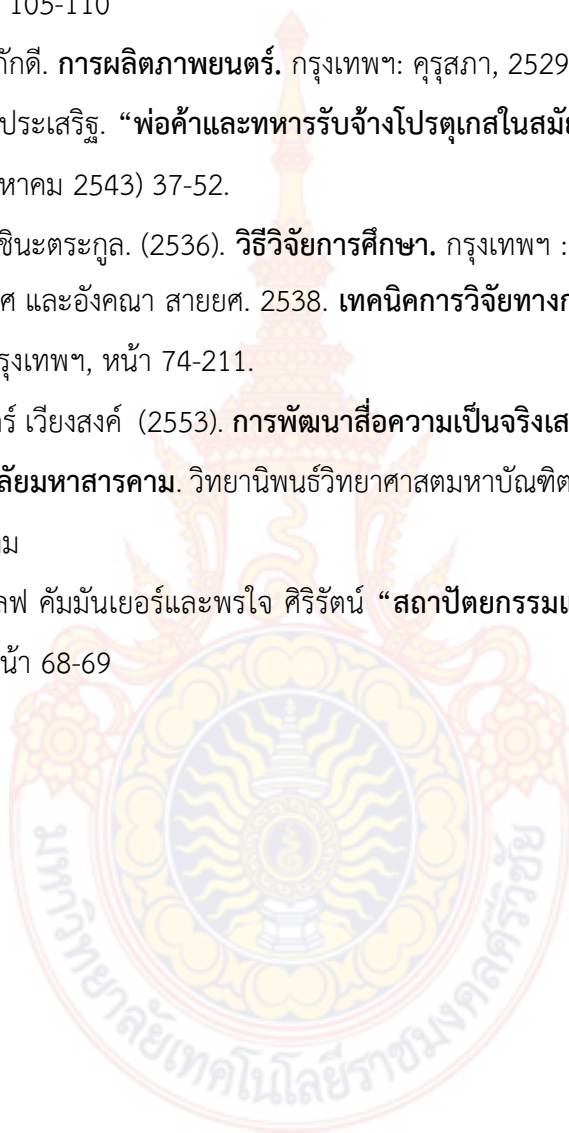 105-110
ภักดี. การผลิตภาพยนตร์. กรุงเทพฯ: คุรุสภา, 2529
ประเสริฐ. “พ่อค้าและทหารรับจ้างโปรตุเกสในสมัย
หาคม 2543) 37-52.
ชินะตระกูล. (2536). วิธีวิจัยการศึกษา. กรุงเทพฯ :
ศ และอังคณา สายยศ. 2538. เทคนิคการวิจัยทางก
รุงเทพฯ, หน้า 74-211.
ร์ เวียงสงค์ (2553). การพัฒนาสื่อความเป็นจริงเส
ลัยมหาสารคาม. วิทยานิพนธ์วิทยาศาสตมหาบัณฑิต
าม
ลฟ คัมมันเยอร์และพรใจ ศิริรัตน์ “สถาปัตยกรรมแ
น้า 68-69
มหาวิทยาลัยเทคโนโลยีราชมงคลศรีวิชัย